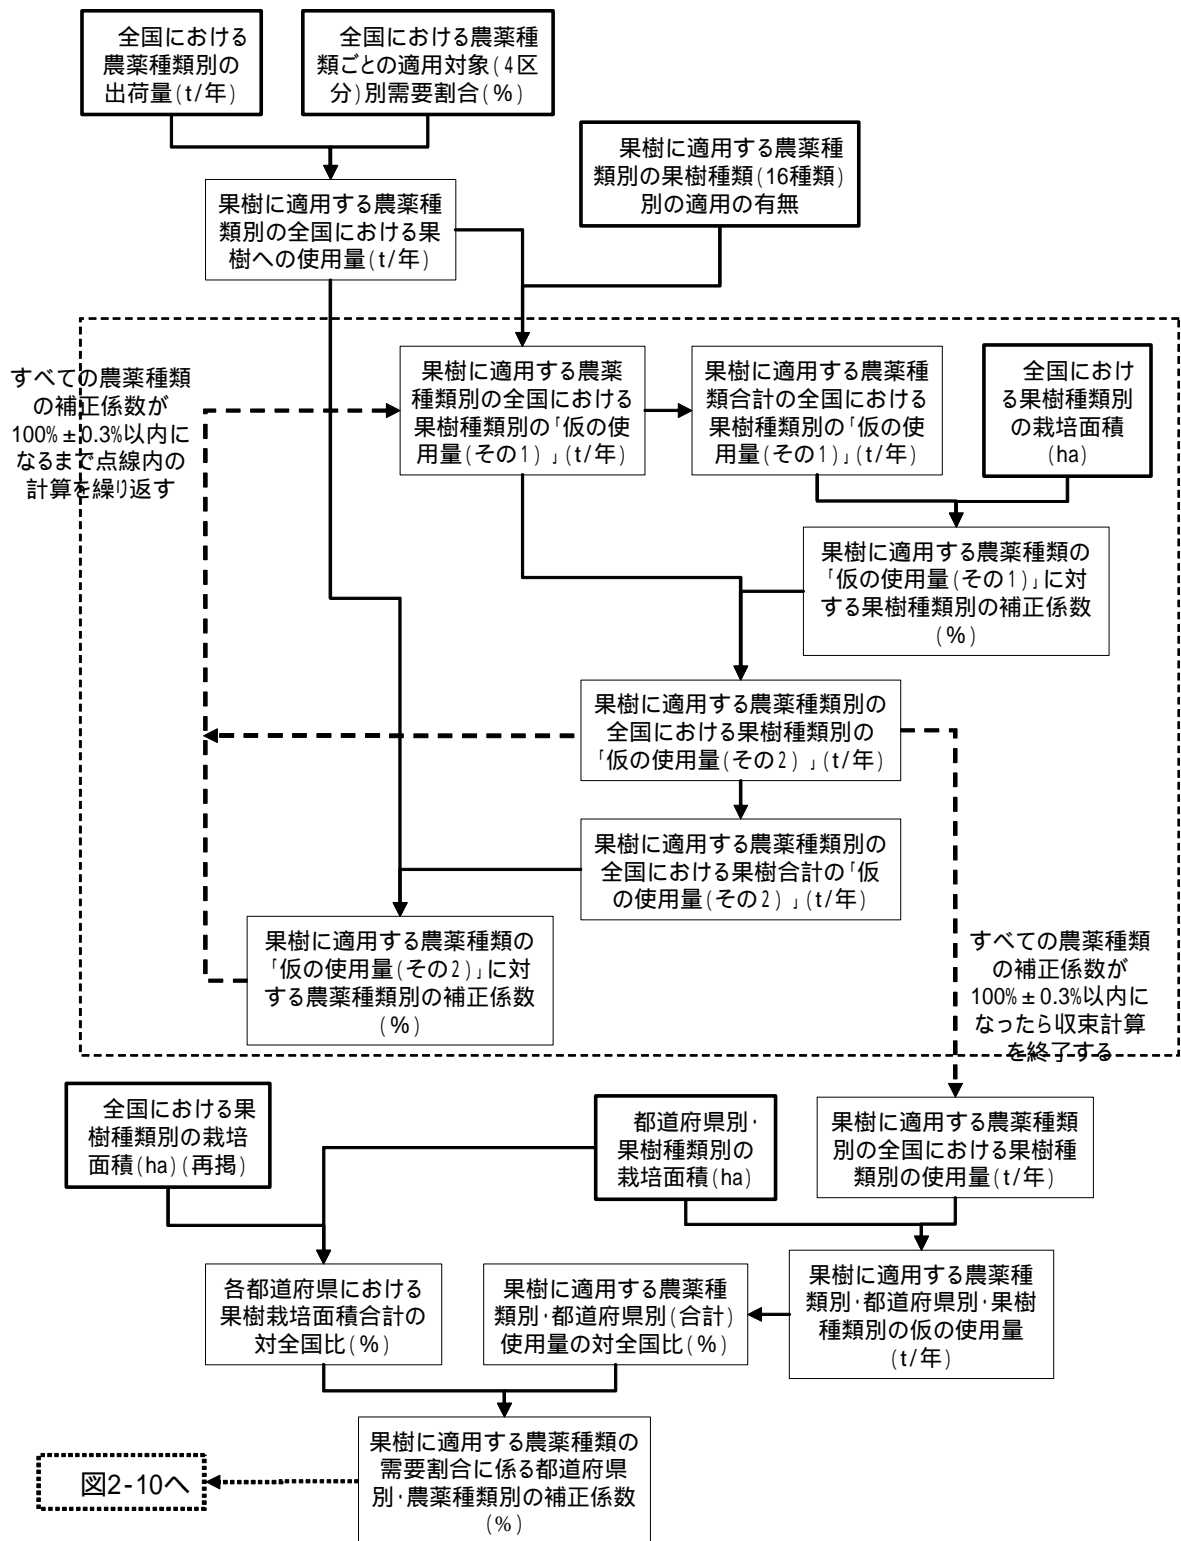 全国における
農薬種類別の
出荷量(t/年)
全国における農薬種
類ごとの適用対象(4区
分)別需要割合(%)
果樹に適用する農薬種
類別の果樹種類(16種類)
別の適用の有無
果樹に適用する農薬種
類別の全国における果
樹への使用量(t/年)
すべての農薬種類
の補正係数が
100%±0.3%以内に
なるまで点線内の
計算を繰り返す
果樹に適用する農薬
種類別の全国における
果樹種類別の「仮の使
用量(その1)」(t/年)
果樹に適用する農薬種
類合計の全国における
果樹種類別の「仮の使
用量(その1)」(t/年)
全国におけ
る果樹種類別
の栽培面積
(ha)
果樹に適用する農薬種類の
「仮の使用量(その1)」に対
する果樹種類別の補正係数
(%)
果樹に適用する農薬種類別の
全国における果樹種類別の
「仮の使用量(その2)」(t/年)
果樹に適用する農薬種類別の
全国における果樹合計の「仮
の使用量(その2)」(t/年)
果樹に適用する農薬種類の
「仮の使用量(その2)」に対
する農薬種類別の補正係数
(%)
すべての農薬種類
の補正係数が
100%±0.3%以内に
なったら収束計算
を終了する
全国における果
樹種類別の栽培
面積(ha)(再掲)
都道府県別・
果樹種類別の
栽培面積(ha)
果樹に適用する農薬種類
別の全国における果樹種
類別の使用量(t/年)
各都道府県における
果樹栽培面積合計の
対全国比(%)
果樹に適用する農薬種
類別・都道府県別(合計)
使用量の対全国比(%)
果樹に適用する農薬種
類別・都道府県別・果樹
種類別の仮の使用量
(t/年)
果樹に適用する農薬種類の
需要割合に係る都道府県
別・農薬種類別の補正係数
(%)
図2-10へ